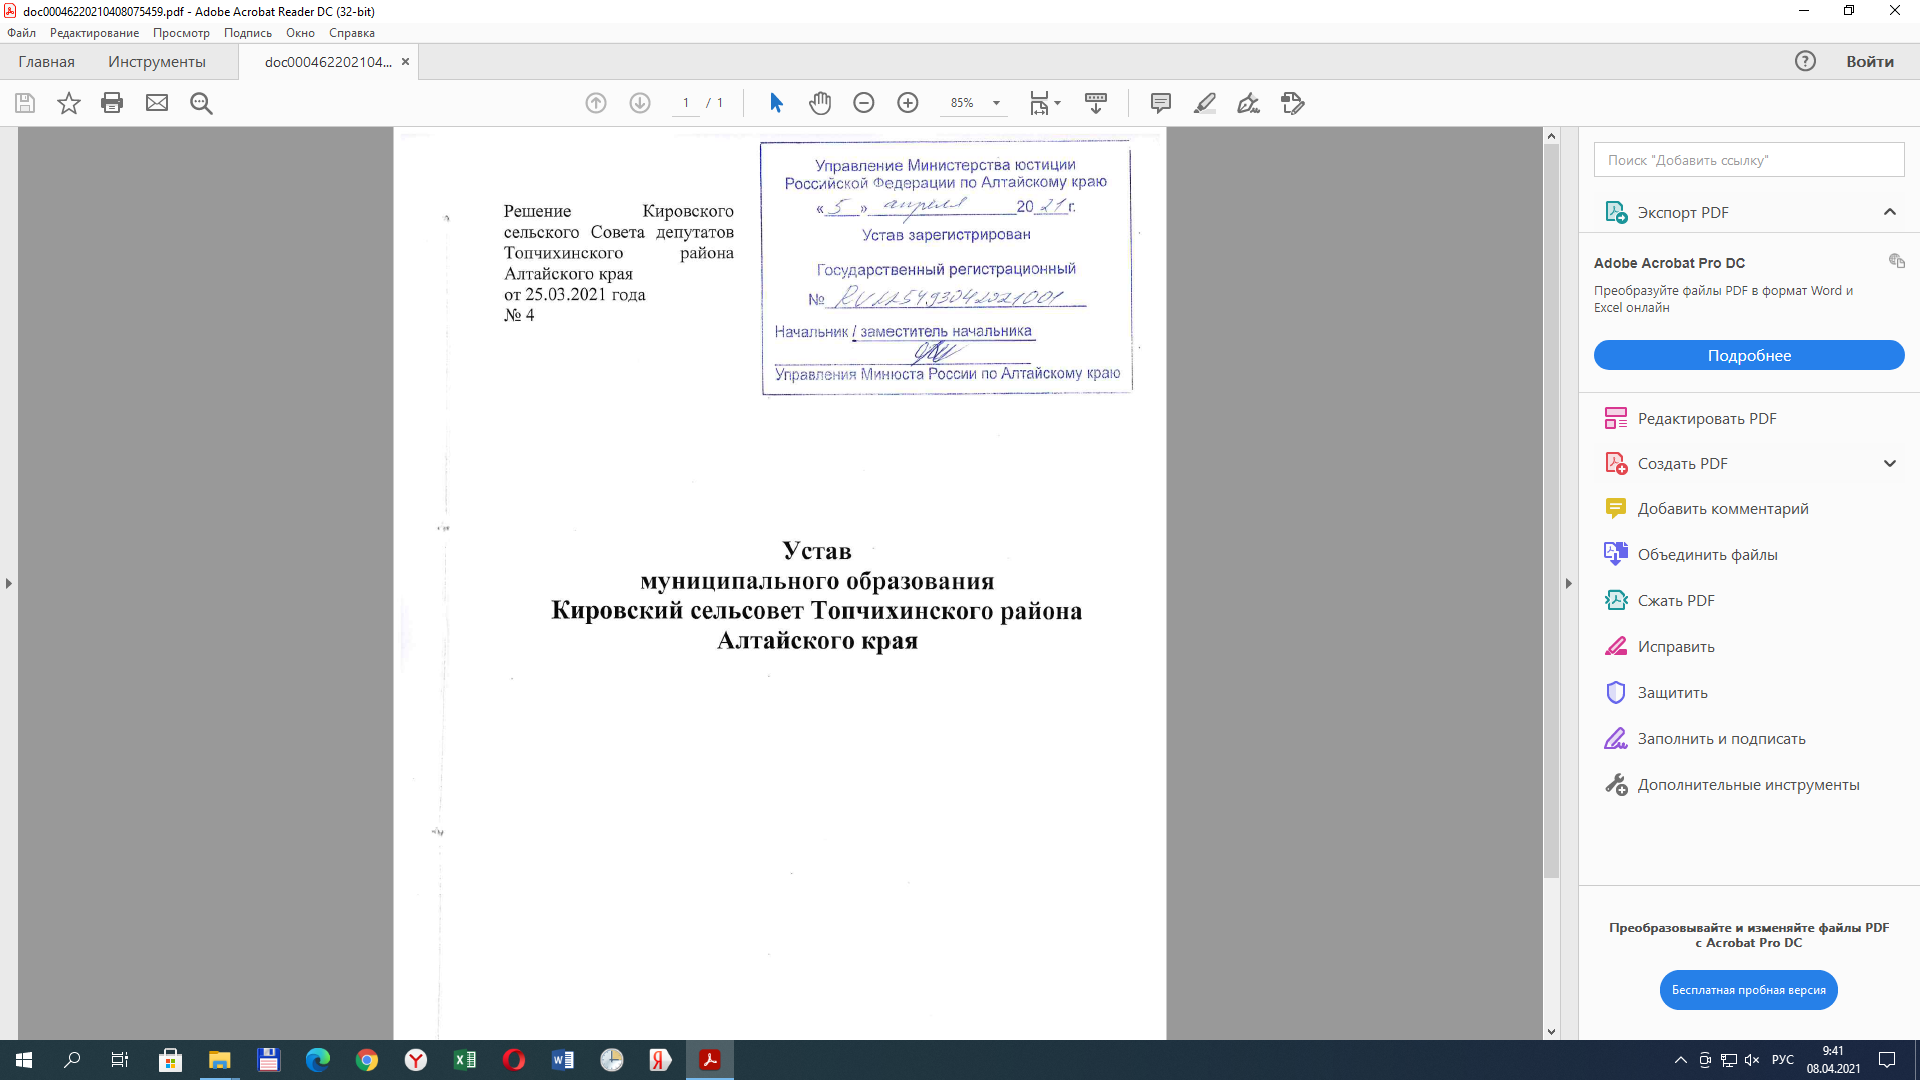 doc00046220210408075459.pdf - Adobe Acrobat Reader DC (32-bit)
Файл Редактирование Просмотр Подпись Окно Справка
Главная Инструменты doc000462202104... × Войти
1 / 1 85%
Решение Кировского
сельского Совета депутатов
Топчихинского района
Алтайского края
от 25.03.2021 года
№ 4
Управление Министерства юстиции
Российской Федерации по Алтайскому краю
« 5 » апреля 20 21 г.
Устав зарегистрирован
Государственный регистрационный
№ RU225493042021001
Начальник / заместитель начальника
Управления Минюста России по Алтайскому краю
Устав
муниципального образования
Кировский сельсовет Топчихинского района
Алтайского края
Поиск "Добавить ссылку"
Экспорт PDF
Adobe Acrobat Pro DC
Преобразуйте файлы PDF в формат Word и
Excel онлайн
Подробнее
Редактировать PDF
Создать PDF
Добавить комментарий
Объединить файлы
Сжать PDF
Исправить
Защитить
Заполнить и подписать
Дополнительные инструменты
Преобразовывайте и изменяйте файлы PDF
с Acrobat Pro DC
Бесплатная пробная версия
РУС
9:41
08.04.2021